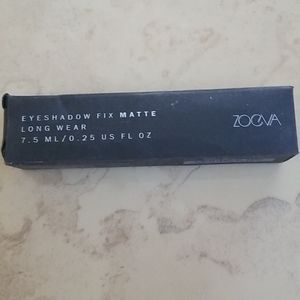 EYESHADOW FIX MATTE
LONG WEAR
7.5 ML/0.25 US FL OZ
ZOEVA